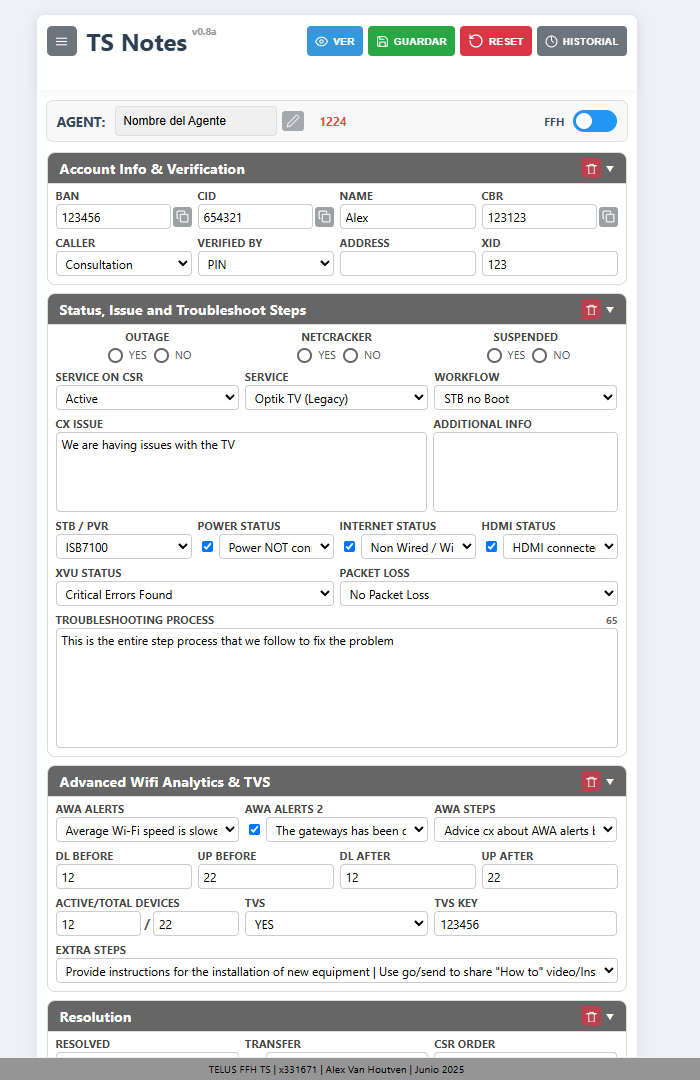 TS Notes v0.8a
VER GUARDAR RESET HISTORIAL
AGENT: Nombre del Agente 1224 FFH
Account Info & Verification
BAN CID NAME CBR
123456 654321 Alex 123123
CALLER VERIFIED BY ADDRESS XID
Consultation PIN 123
Status, Issue and Troubleshoot Steps
OUTAGE NETCRACKER SUSPENDED
YES NO YES NO YES NO
SERVICE ON CSR SERVICE WORKFLOW
Active Optik TV (Legacy) STB no Boot
CX ISSUE ADDITIONAL INFO
We are having issues with the TV
STB / PVR POWER STATUS INTERNET STATUS HDMI STATUS
ISB7100 Power NOT con Non Wired / Wi HDMI connecte
XVU STATUS PACKET LOSS
Critical Errors Found No Packet Loss
TROUBLESHOOTING PROCESS 65
This is the entire step process that we follow to fix the problem
Advanced Wifi Analytics & TVS
AWA ALERTS AWA ALERTS 2 AWA STEPS
Average Wi-Fi speed is slowe The gateways has been c Advice cx about AWA alerts b
DL BEFORE UP BEFORE DL AFTER UP AFTER
12 22 12 22
ACTIVE/TOTAL DEVICES TVS TVS KEY
12 / 22 YES 123456
EXTRA STEPS
Provide instructions for the installation of new equipment | Use go/send to share "How to" video/Ins
Resolution
RESOLVED TRANSFER CSR ORDER
TELUS FFH TS | x331671 | Alex Van Houtven | Junio 2025